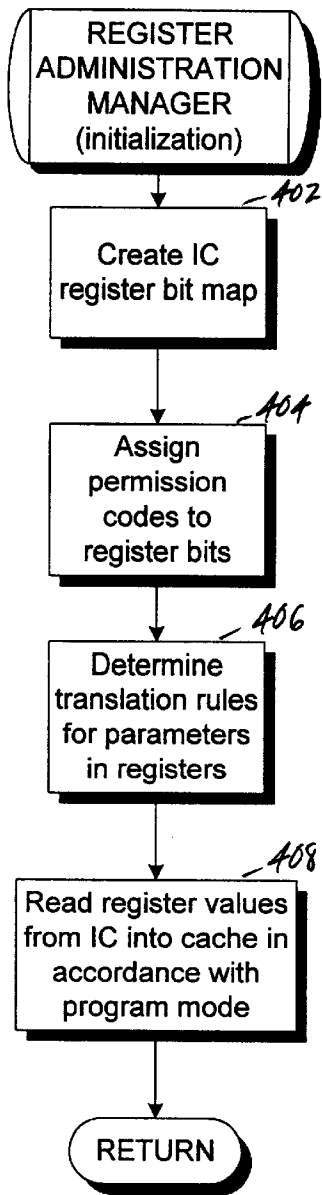 REGISTER
ADMINISTRATION
MANAGER
(initialization)
402
Create IC
register bit map
404
Assign
permission
codes to
register bits
406
Determine
translation rules
for parameters
in registers
408
Read register values
from IC into cache in
accordance with
program mode
RETURN